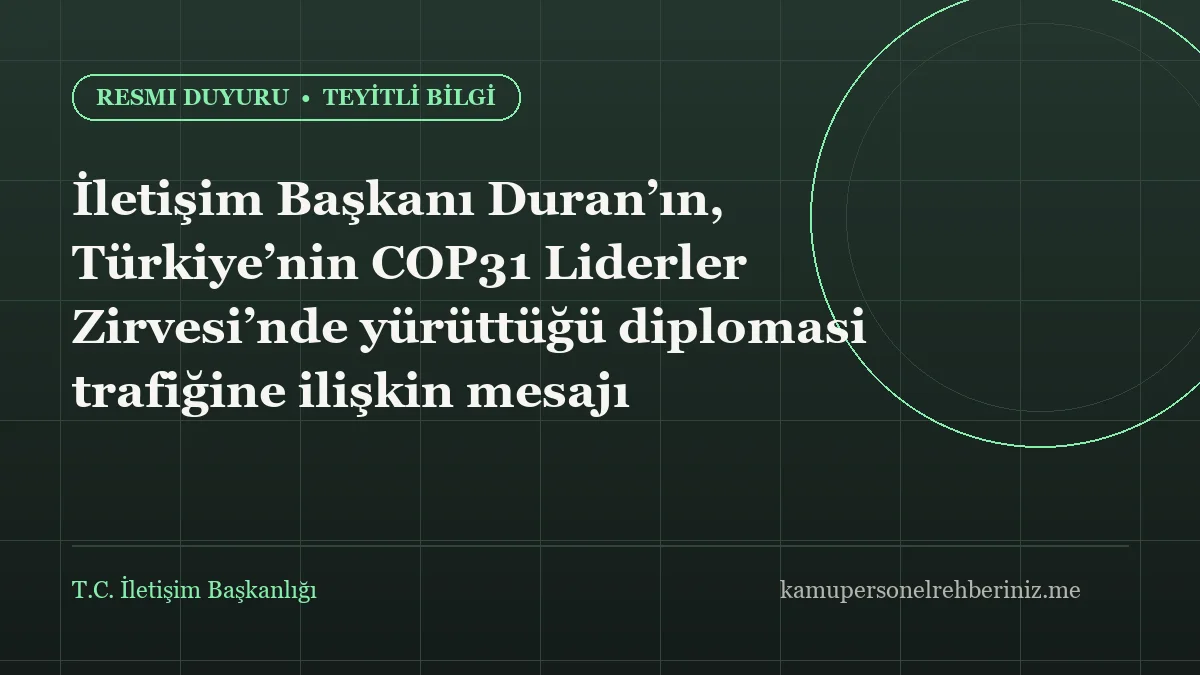 RESMI DUYURU • TEYİTLİ BİLGİ
İletişim Başkanı Duran’ın,
Türkiye’nin COP31 Liderler
Zirvesi’nde yürüttüğü diplomasi
trafiğine ilişkin mesajı
T.C. İletişim Başkanlığı
kamupersonelrehberiniz.me